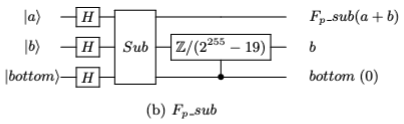 |a⟩ H F_p_sub(a + b)
|b⟩ H Sub ℤ/(2^255 − 19) b
|bottom⟩ H bottom (0)
(b) F_p_sub